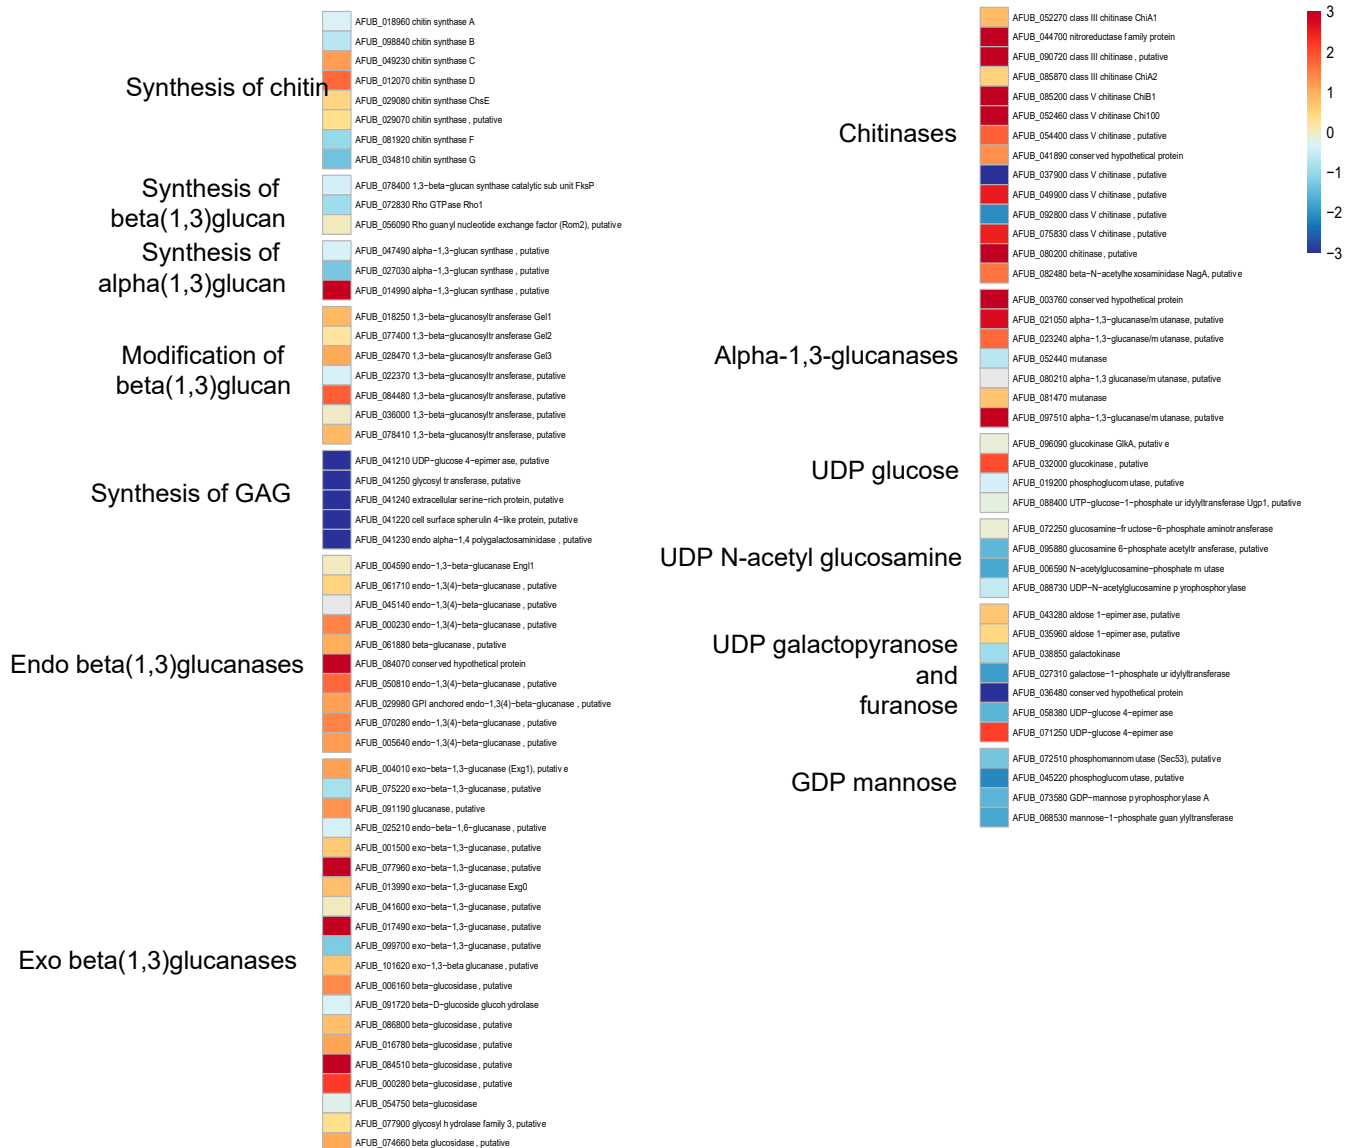 Synthesis of chitin
AFUB_018960 chitin synthase A
AFUB_098840 chitin synthase B
AFUB_049230 chitin synthase C
AFUB_012070 chitin synthase D
AFUB_029080 chitin synthase ChsE
AFUB_029070 chitin synthase, putative
AFUB_081920 chitin synthase F
AFUB_034810 chitin synthase G
Synthesis of
beta(1,3)glucan
AFUB_078400 1,3−beta−glucan synthase catalytic sub unit FksP
AFUB_072830 Rho GTPase Rho1
AFUB_056090 Rho guanyl nucleotide exchange factor (Rom2), putative
Synthesis of
alpha(1,3)glucan
AFUB_047490 alpha−1,3−glucan synthase, putative
AFUB_027030 alpha−1,3−glucan synthase, putative
AFUB_014990 alpha−1,3−glucan synthase, putative
Modification of
beta(1,3)glucan
AFUB_018250 1,3−beta−glucanosyltransferase Gel1
AFUB_077400 1,3−beta−glucanosyltransferase Gel2
AFUB_028470 1,3−beta−glucanosyltransferase Gel3
AFUB_022370 1,3−beta−glucanosyltransferase, putative
AFUB_084480 1,3−beta−glucanosyltransferase, putative
AFUB_036000 1,3−beta−glucanosyltransferase, putative
AFUB_078410 1,3−beta−glucanosyltransferase, putative
Synthesis of GAG
AFUB_041210 UDP−glucose 4−epimerase, putative
AFUB_041250 glycosyl transferase, putative
AFUB_041240 extracellular serine−rich protein, putative
AFUB_041220 cell surface spherulin 4−like protein, putative
AFUB_041230 endo alpha−1,4 polygalactosaminidase, putative
Endo beta(1,3)glucanases
AFUB_004590 endo−1,3−beta−glucanase Engl1
AFUB_061710 endo−1,3(4)−beta−glucanase, putative
AFUB_045140 endo−1,3(4)−beta−glucanase, putative
AFUB_000230 endo−1,3(4)−beta−glucanase, putative
AFUB_061880 beta−glucanase, putative
AFUB_084070 conserved hypothetical protein
AFUB_050810 endo−1,3(4)−beta−glucanase, putative
AFUB_029980 GPI anchored endo−1,3(4)−beta−glucanase, putative
AFUB_070280 endo−1,3(4)−beta−glucanase, putative
AFUB_005640 endo−1,3(4)−beta−glucanase, putative
Exo beta(1,3)glucanases
AFUB_004010 exo−beta−1,3−glucanase (Exg1), putative
AFUB_075220 exo−beta−1,3−glucanase, putative
AFUB_091190 glucanase, putative
AFUB_025210 endo−beta−1,6−glucanase, putative
AFUB_001500 exo−beta−1,3−glucanase, putative
AFUB_077960 exo−beta−1,3−glucanase, putative
AFUB_013990 exo−beta−1,3−glucanase Exg0
AFUB_041600 exo−beta−1,3−glucanase, putative
AFUB_017490 exo−beta−1,3−glucanase, putative
AFUB_099700 exo−beta−1,3−glucanase, putative
AFUB_101620 exo−1,3−beta glucanase, putative
AFUB_006160 beta−glucosidase, putative
AFUB_091720 beta−D−glucoside glucohydrolase
AFUB_086800 beta−glucosidase, putative
AFUB_016780 beta−glucosidase, putative
AFUB_084510 beta−glucosidase, putative
AFUB_000280 beta−glucosidase, putative
AFUB_054750 beta−glucosidase
AFUB_077900 glycosyl hydrolase family 3, putative
AFUB_074660 beta glucosidase, putative
Chitinases
AFUB_052270 class III chitinase ChiA1
AFUB_044700 nitroreductase family protein
AFUB_090720 class III chitinase, putative
AFUB_085870 class III chitinase ChiA2
AFUB_085200 class V chitinase ChiB1
AFUB_052460 class V chitinase Chi100
AFUB_054400 class V chitinase, putative
AFUB_041890 conserved hypothetical protein
AFUB_037900 class V chitinase, putative
AFUB_049900 class V chitinase, putative
AFUB_092800 class V chitinase, putative
AFUB_075830 class V chitinase, putative
AFUB_080200 chitinase, putative
AFUB_082480 beta−N−acetylhexosaminidase NagA, putative
Alpha-1,3-glucanases
AFUB_003760 conserved hypothetical protein
AFUB_021050 alpha−1,3−glucanase/mutanase, putative
AFUB_023240 alpha−1,3−glucanase/mutanase, putative
AFUB_052440 mutanase
AFUB_080210 alpha−1,3 glucanase/mutanase, putative
AFUB_081470 mutanase
AFUB_097510 alpha−1,3−glucanase/mutanase, putative
UDP glucose
AFUB_096090 glucokinase GlkA, putative
AFUB_032000 glucokinase, putative
AFUB_019200 phosphoglucomutase, putative
AFUB_088400 UTP−glucose−1−phosphate uridylyltransferase Ugp1, putative
UDP N-acetyl glucosamine
AFUB_072250 glucosamine−fructose−6−phosphate aminotransferase
AFUB_095880 glucosamine 6−phosphate acetyltransferase, putative
AFUB_006590 N−acetylglucosamine−phosphate mutase
AFUB_088730 UDP−N−acetylglucosamine pyrophosphorylase
UDP galactopyranose
and
furanose
AFUB_043280 aldose 1−epimerase, putative
AFUB_035960 aldose 1−epimerase, putative
AFUB_038850 galactokinase
AFUB_027310 galactose−1−phosphate uridylyltransferase
AFUB_036480 conserved hypothetical protein
AFUB_058380 UDP−glucose 4−epimerase
AFUB_071250 UDP−glucose 4−epimerase
GDP mannose
AFUB_072510 phosphomannomutase (Sec53), putative
AFUB_045220 phosphoglucomutase, putative
AFUB_073580 GDP−mannose pyrophosphorylase A
AFUB_068530 mannose−1−phosphate guanylyltransferase
3
2
1
0
−1
−2
−3